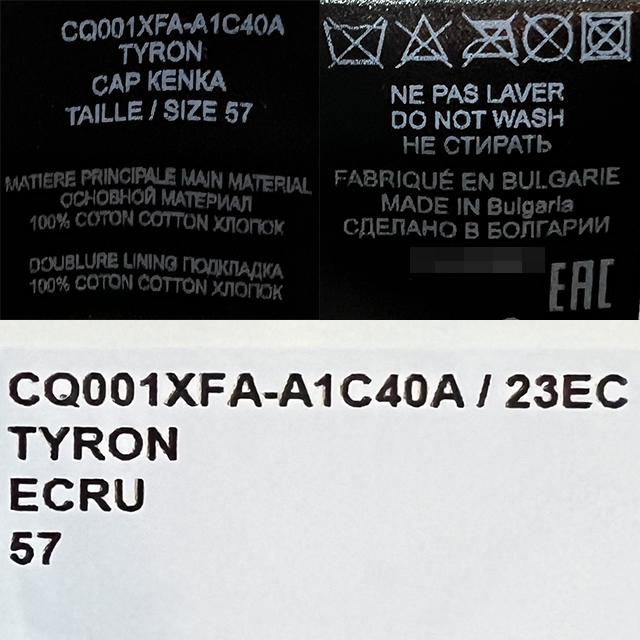 CQ001XFA-A1C40A
TYRON
CAP KENKA
TAILLE / SIZE 57
MATIERE PRINCIPALE MAIN MATERIAL
ОСНОВНОЙ МАТЕРИАЛ
100% COTON COTTON ХЛОПОК
DOUBLURE LINING ПОДКЛАДКА
100% COTON COTTON ХЛОПОК
NE PAS LAVER
DO NOT WASH
НЕ СТИРАТЬ
FABRIQUÉ EN BULGARIE
MADE IN Bulgaria
СДЕЛАНО В БОЛГАРИИ
EAC
CQ001XFA-A1C40A / 23EC
TYRON
ECRU
57